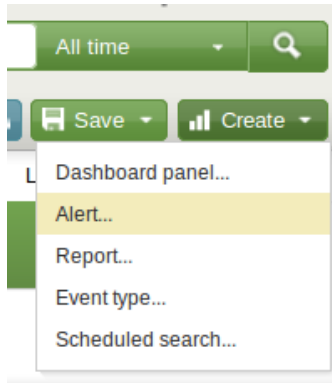 All time
Save
Create
L
Dashboard panel...
Alert...
Report...
Event type...
Scheduled search...